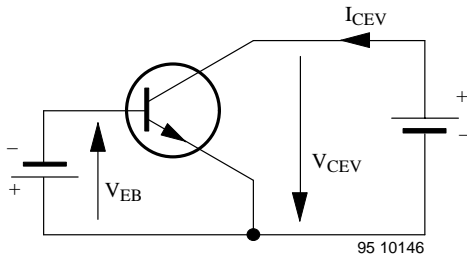 I_CEV
+
–
–
+
V_EB
V_CEV
95 10146